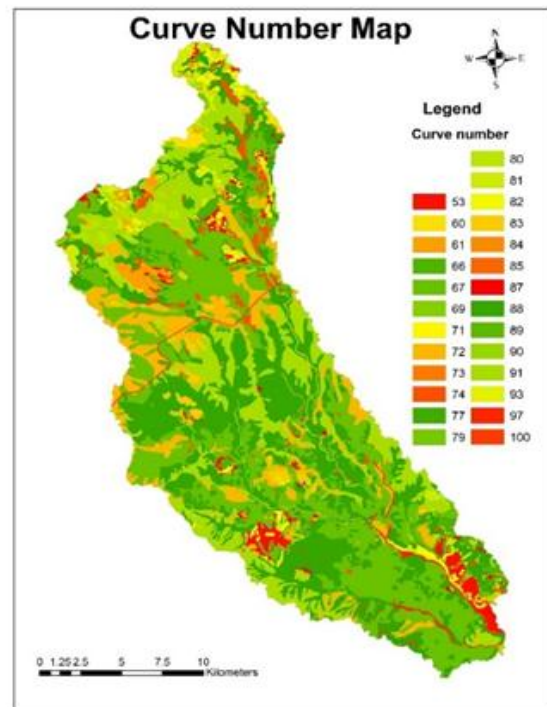 Curve Number Map
N
W E
S
Legend
Curve number
80
81
53 82
60 83
61 84
66 85
67 87
69 88
71 89
72 90
73 91
74 93
77 97
79 100
0 1.25 2.5 5 7.5 10
Kilometers